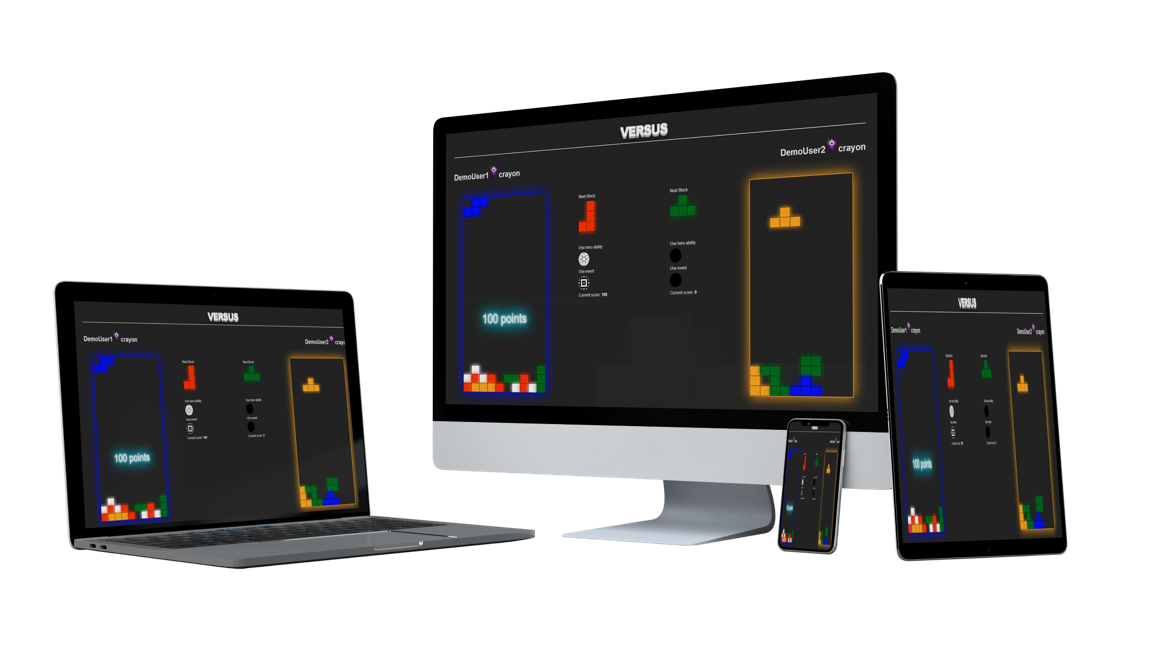 VERSUS
DemoUser1 crayon
DemoUser2 crayon
Next Block
Next Block
Use hero ability
Use hero ability
Use event
Use event
Current score 100
Current score 0
100 points
VERSUS
DemoUser1 crayon
DemoUser2 crayon
Next Block
Next Block
Use hero ability
Use hero ability
Use event
Use event
Current score 100
Current score 0
100 points
VERSUS
DemoUser1 crayon
DemoUser2 crayon
100 points